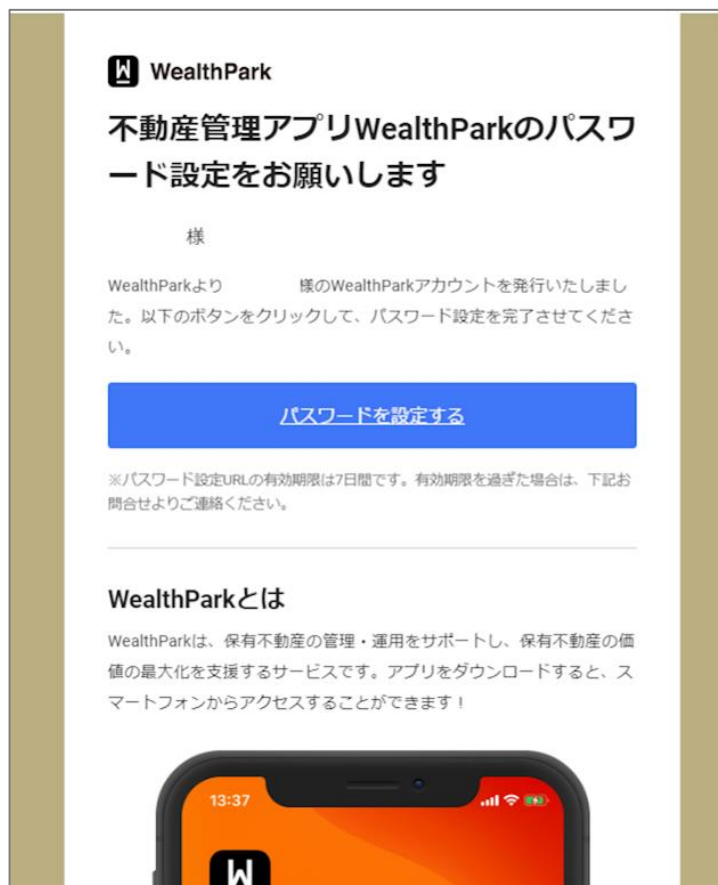 WealthPark
不動産管理アプリWealthParkのパスワ
ード設定をお願いします
様
WealthParkより 様のWealthParkアカウントを発行いたしまし
た。以下のボタンをクリックして、パスワード設定を完了させてくださ
い。
パスワードを設定する
※パスワード設定URLの有効期限は7日間です。有効期限を過ぎた場合は、下記お
問合せよりご連絡ください。
WealthParkとは
WealthParkは、保有不動産の管理・運用をサポートし、保有不動産の価
値の最大化を支援するサービスです。アプリをダウンロードすると、ス
マートフォンからアクセスすることができます！
13:37